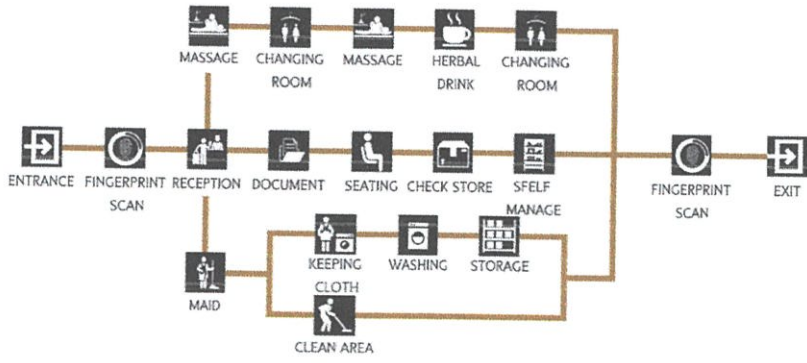 MASSAGE
CHANGING
ROOM
MASSAGE
HERBAL
DRINK
CHANGING
ROOM
ENTRANCE
FINGERPRINT
SCAN
RECEPTION
DOCUMENT
SEATING
CHECK STORE
SFELF
MANAGE
FINGERPRINT
SCAN
EXIT
MAID
KEEPING
CLOTH
WASHING
STORAGE
CLEAN AREA